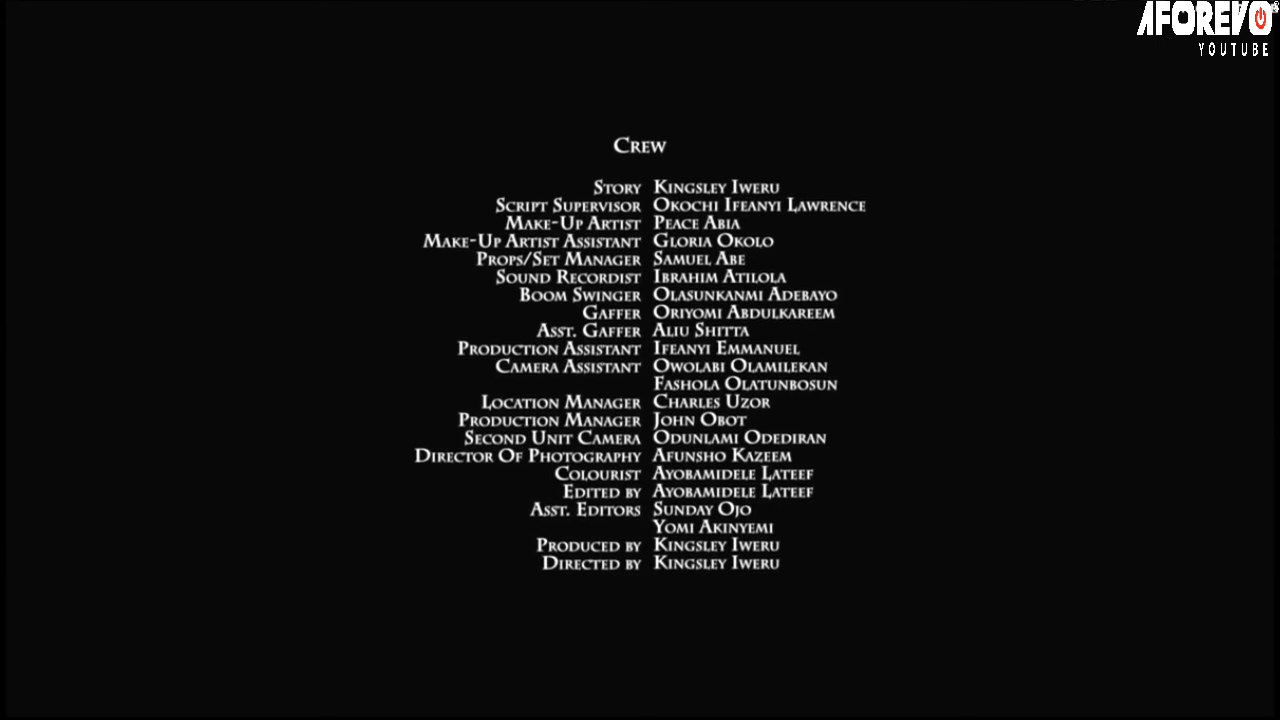 AFOREVO
YOUTUBE
CREW
STORY KINGSLEY IWERU
SCRIPT SUPERVISOR OKOCHI IFEANYI LAWRENCE
MAKE-UP ARTIST PEACE ABIA
MAKE-UP ARTIST ASSISTANT GLORIA OKOLO
PROPS/SET MANAGER SAMUEL ABE
SOUND RECORDIST IBRAHIM ATILOLA
BOOM SWINGER OLASUNKANMI ADEBAYO
GAFFER ORIYOMI ABDULKAREEM
ASST. GAFFER ALIU SHITTA
PRODUCTION ASSISTANT IFEANYI EMMANUEL
CAMERA ASSISTANT OWOLABI OLAMILEKAN
FASHOLA OLATUNBOSUN
LOCATION MANAGER CHARLES UZOR
PRODUCTION MANAGER JOHN OBOT
SECOND UNIT CAMERA ODUNLAMI ODEDIRAN
DIRECTOR OF PHOTOGRAPHY AFUNSHO KAZEEM
COLOURIST AYOBAMIDELE LATEEF
EDITED BY AYOBAMIDELE LATEEF
ASST. EDITORS SUNDAY OJO
YOMI AKINYEMI
PRODUCED BY KINGSLEY IWERU
DIRECTED BY KINGSLEY IWERU